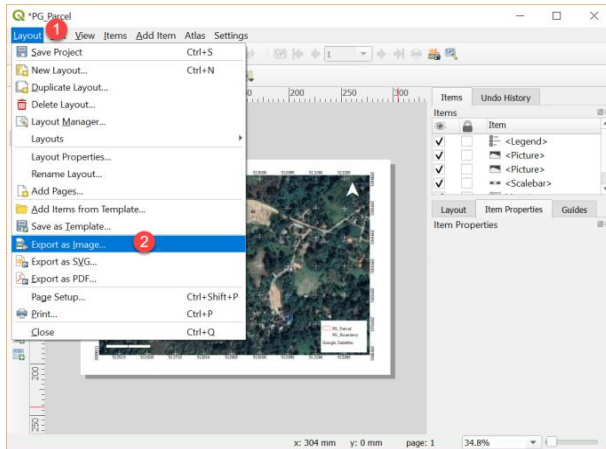 *PG_Parcel
Layout View Items Add Item Atlas Settings
1
Save Project Ctrl+S
New Layout... Ctrl+N
Duplicate Layout...
Delete Layout...
Layout Manager...
Layouts
Layout Properties...
Rename Layout...
Add Pages...
Add Items from Template...
Save as Template...
Export as Image... 2
Export as SVG...
Export as PDF...
Page Setup... Ctrl+Shift+P
Print... Ctrl+P
Close Ctrl+Q
1
200 250 300
200
250
PG_Parcel
PG_Boundary
Google Satellite
Items Undo History
Items
Item
<Legend>
<Picture>
<Picture>
<Scalebar>
Layout Item Properties Guides
Item Properties
x: 304 mm y: 0 mm page: 1 34.8%